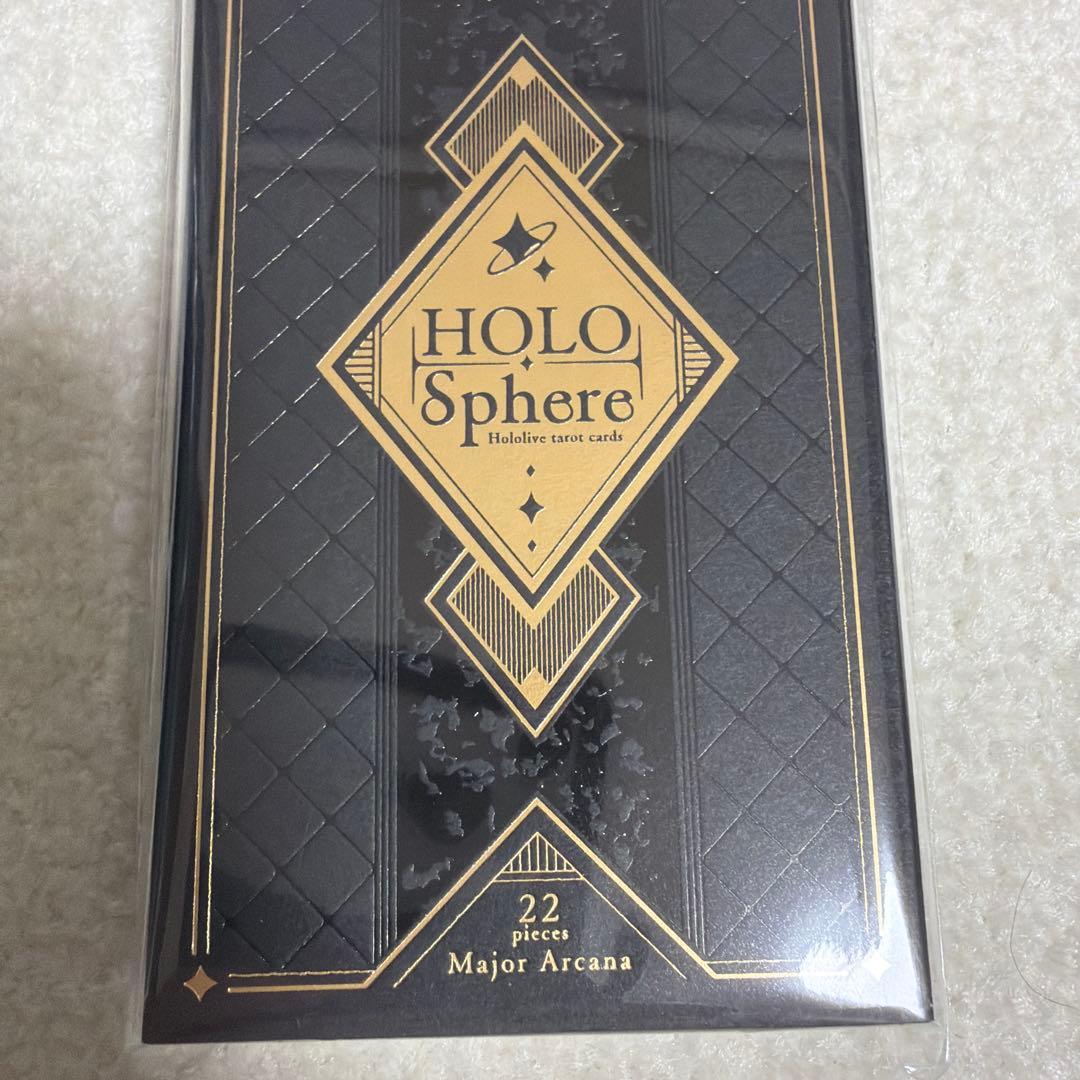 HOLO
Sphere
Hololive tarot cards
22
pieces
Major Arcana